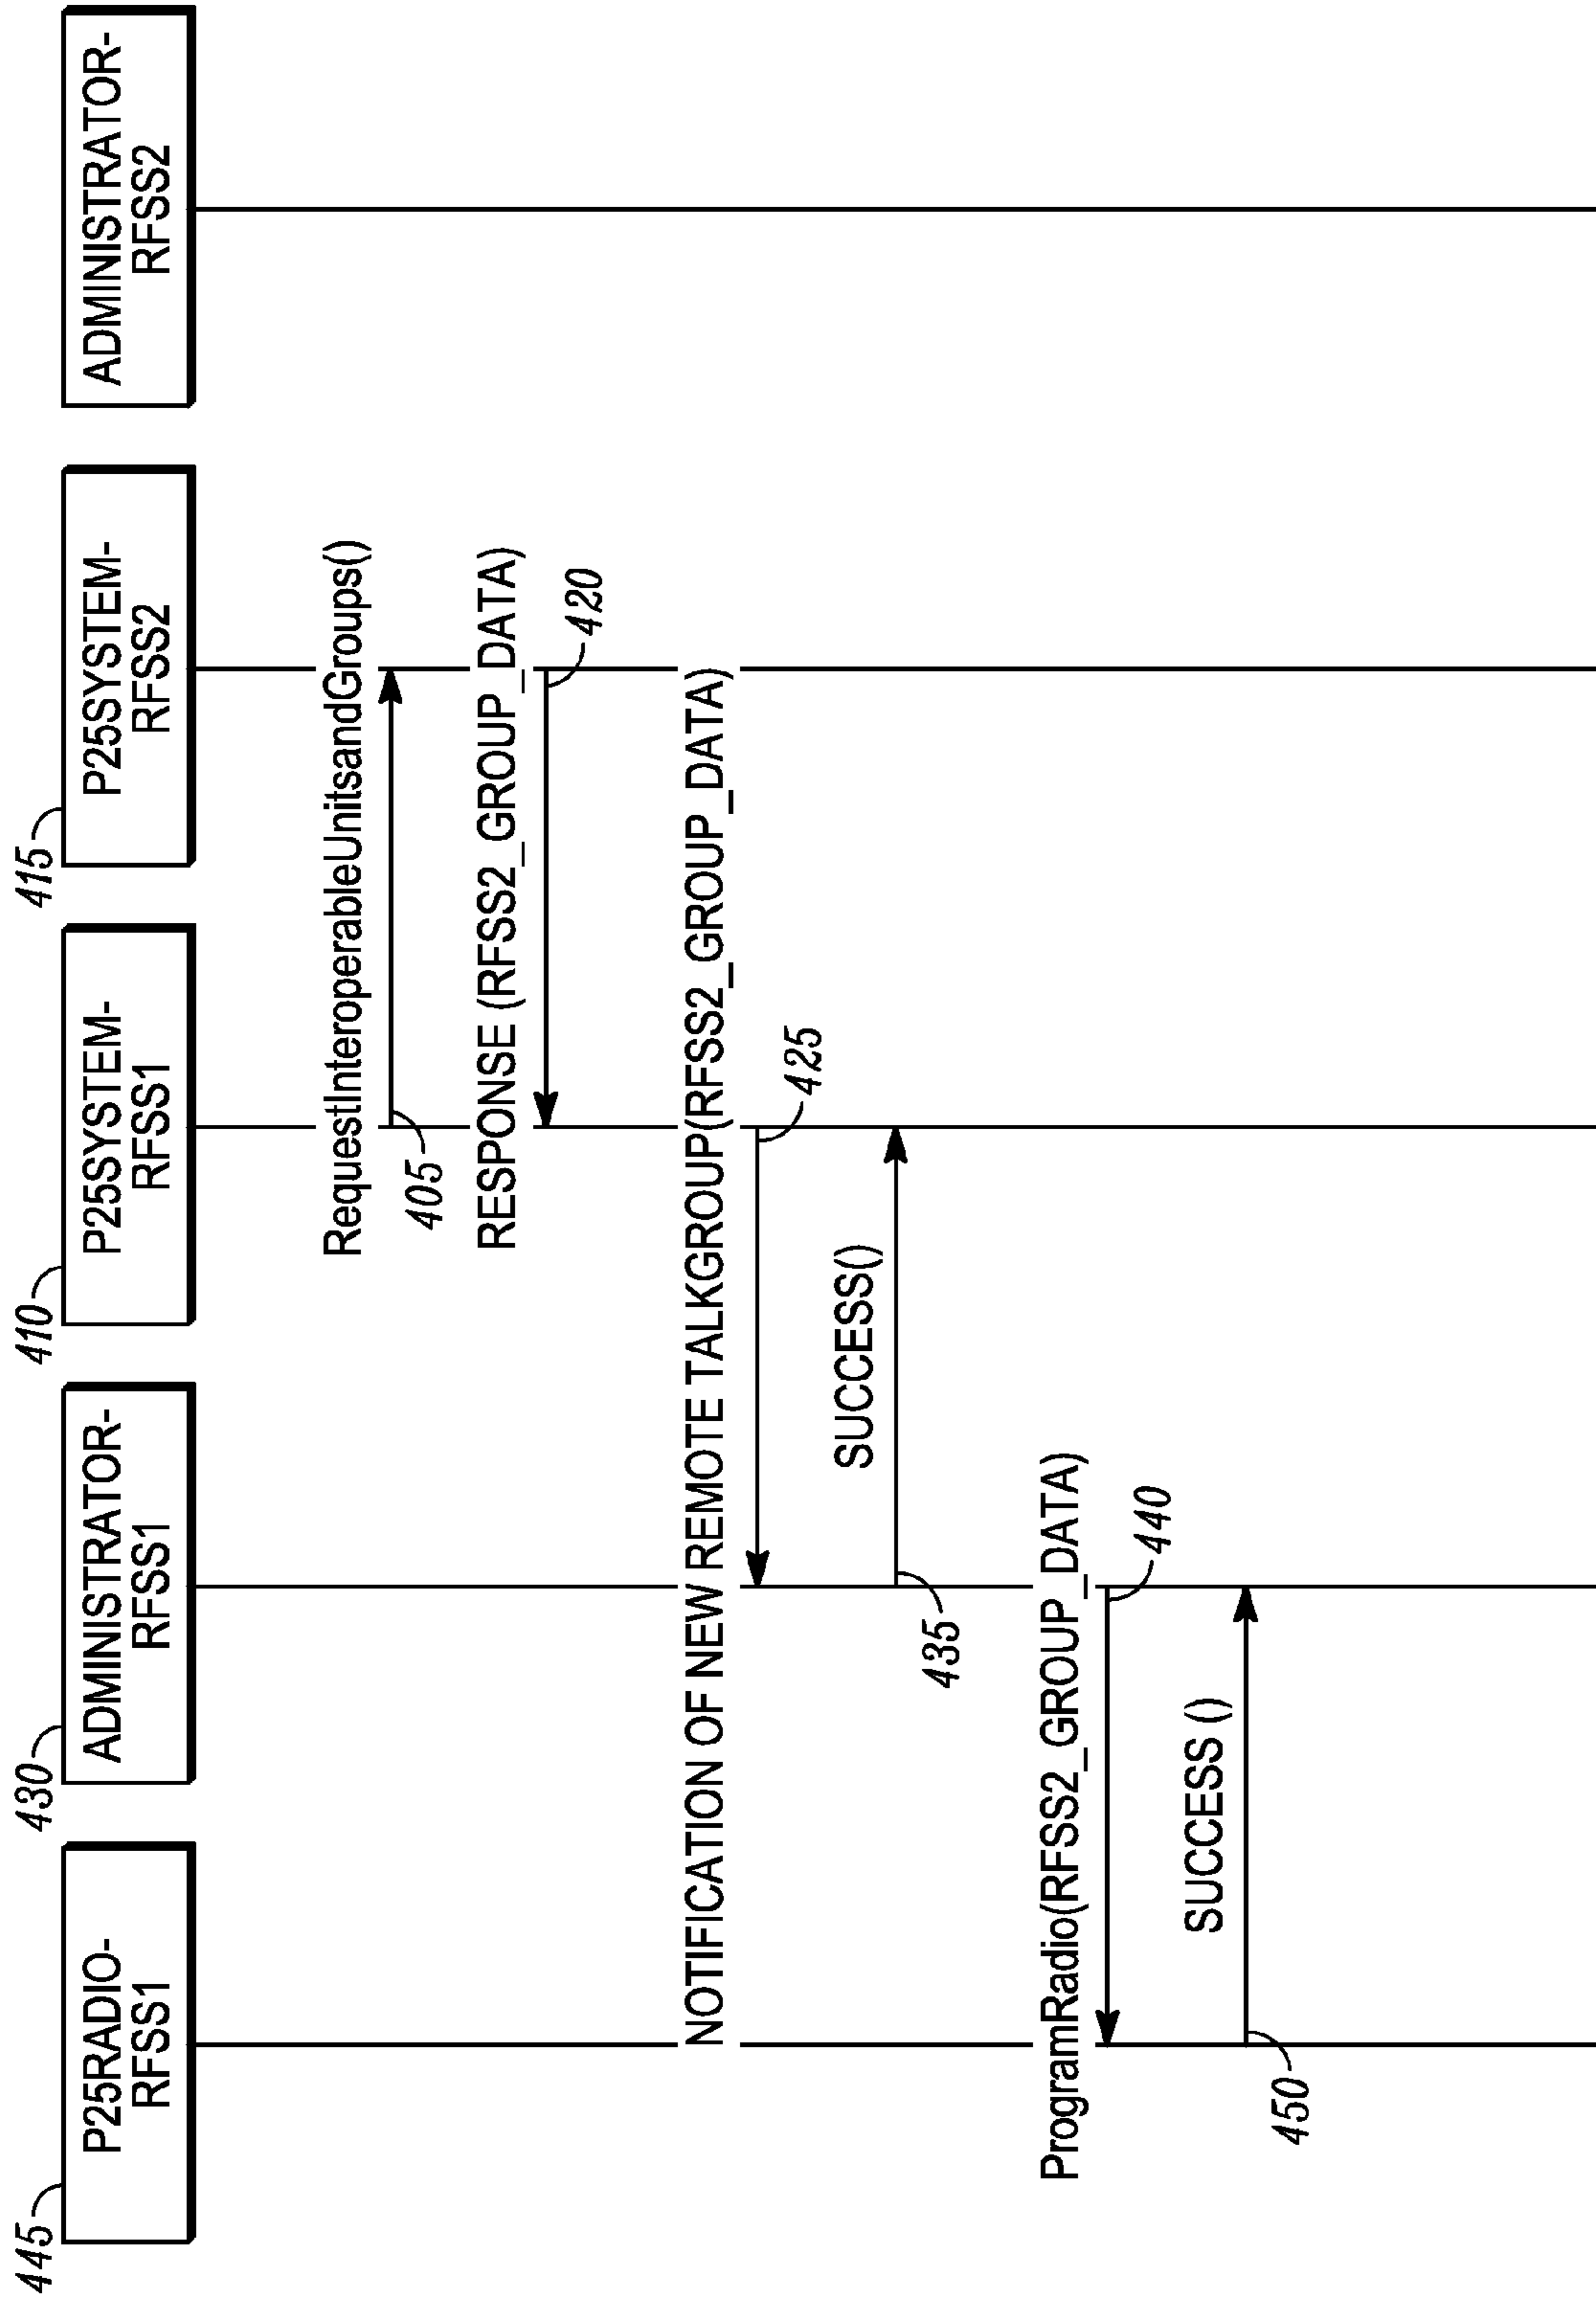 445
P25RADIO-
RFSS1
430
ADMINISTRATOR-
RFSS1
410
P25SYSTEM-
RFSS1
415
P25SYSTEM-
RFSS2
ADMINISTRATOR-
RFSS2
RequestInteroperableUnitsandGroups()
405
RESPONSE (RFSS2_GROUP_DATA)
420
NOTIFICATION OF NEW REMOTE TALKGROUP(RFSS2_GROUP_DATA)
425
SUCCESS()
435
ProgramRadio(RFSS2_GROUP_DATA)
440
SUCCESS ()
450